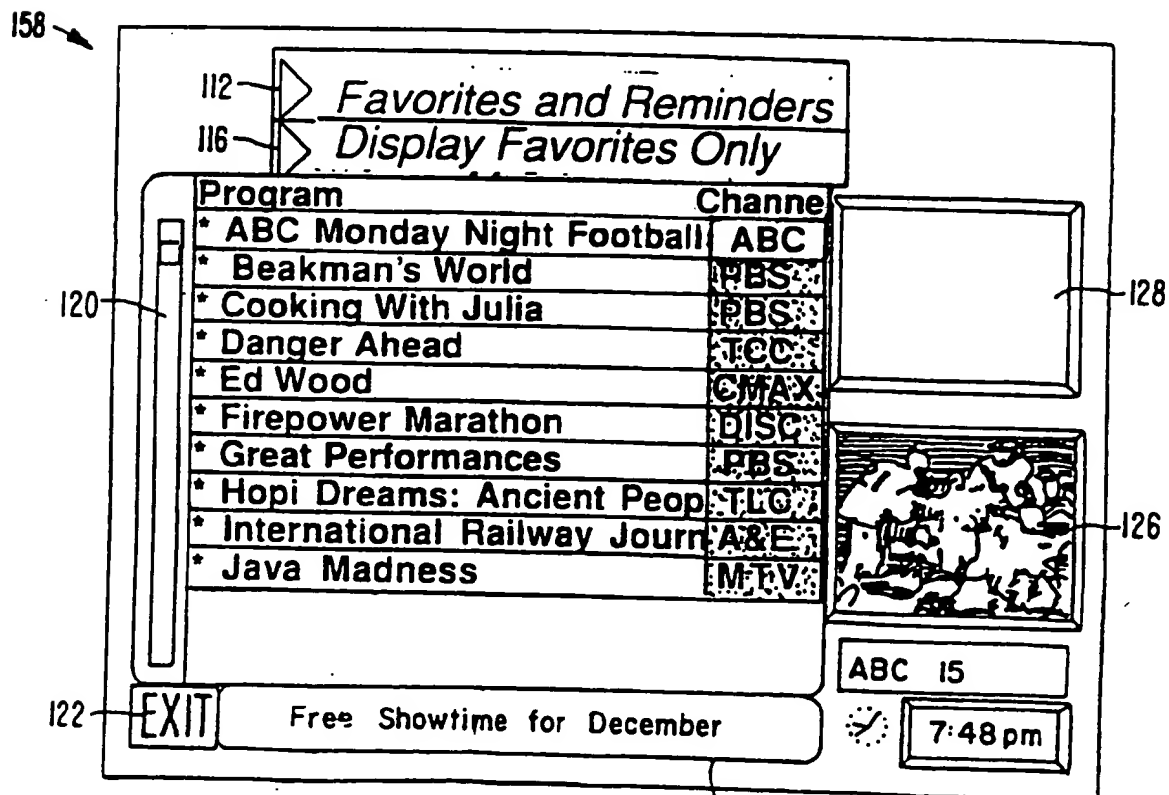 158
112 Favorites and Reminders
116 Display Favorites Only
Program Channe
* ABC Monday Night Football ABC
* Beakman's World PBS
* Cooking With Julia PBS
* Danger Ahead TCC
* Ed Wood CMAX
* Firepower Marathon DISC
* Great Performances PBS
* Hopi Dreams: Ancient Peop TLC
* International Railway Journ A&E
* Java Madness MTV
120
128
126
ABC 15
122 EXIT Free Showtime for December
7:48 pm